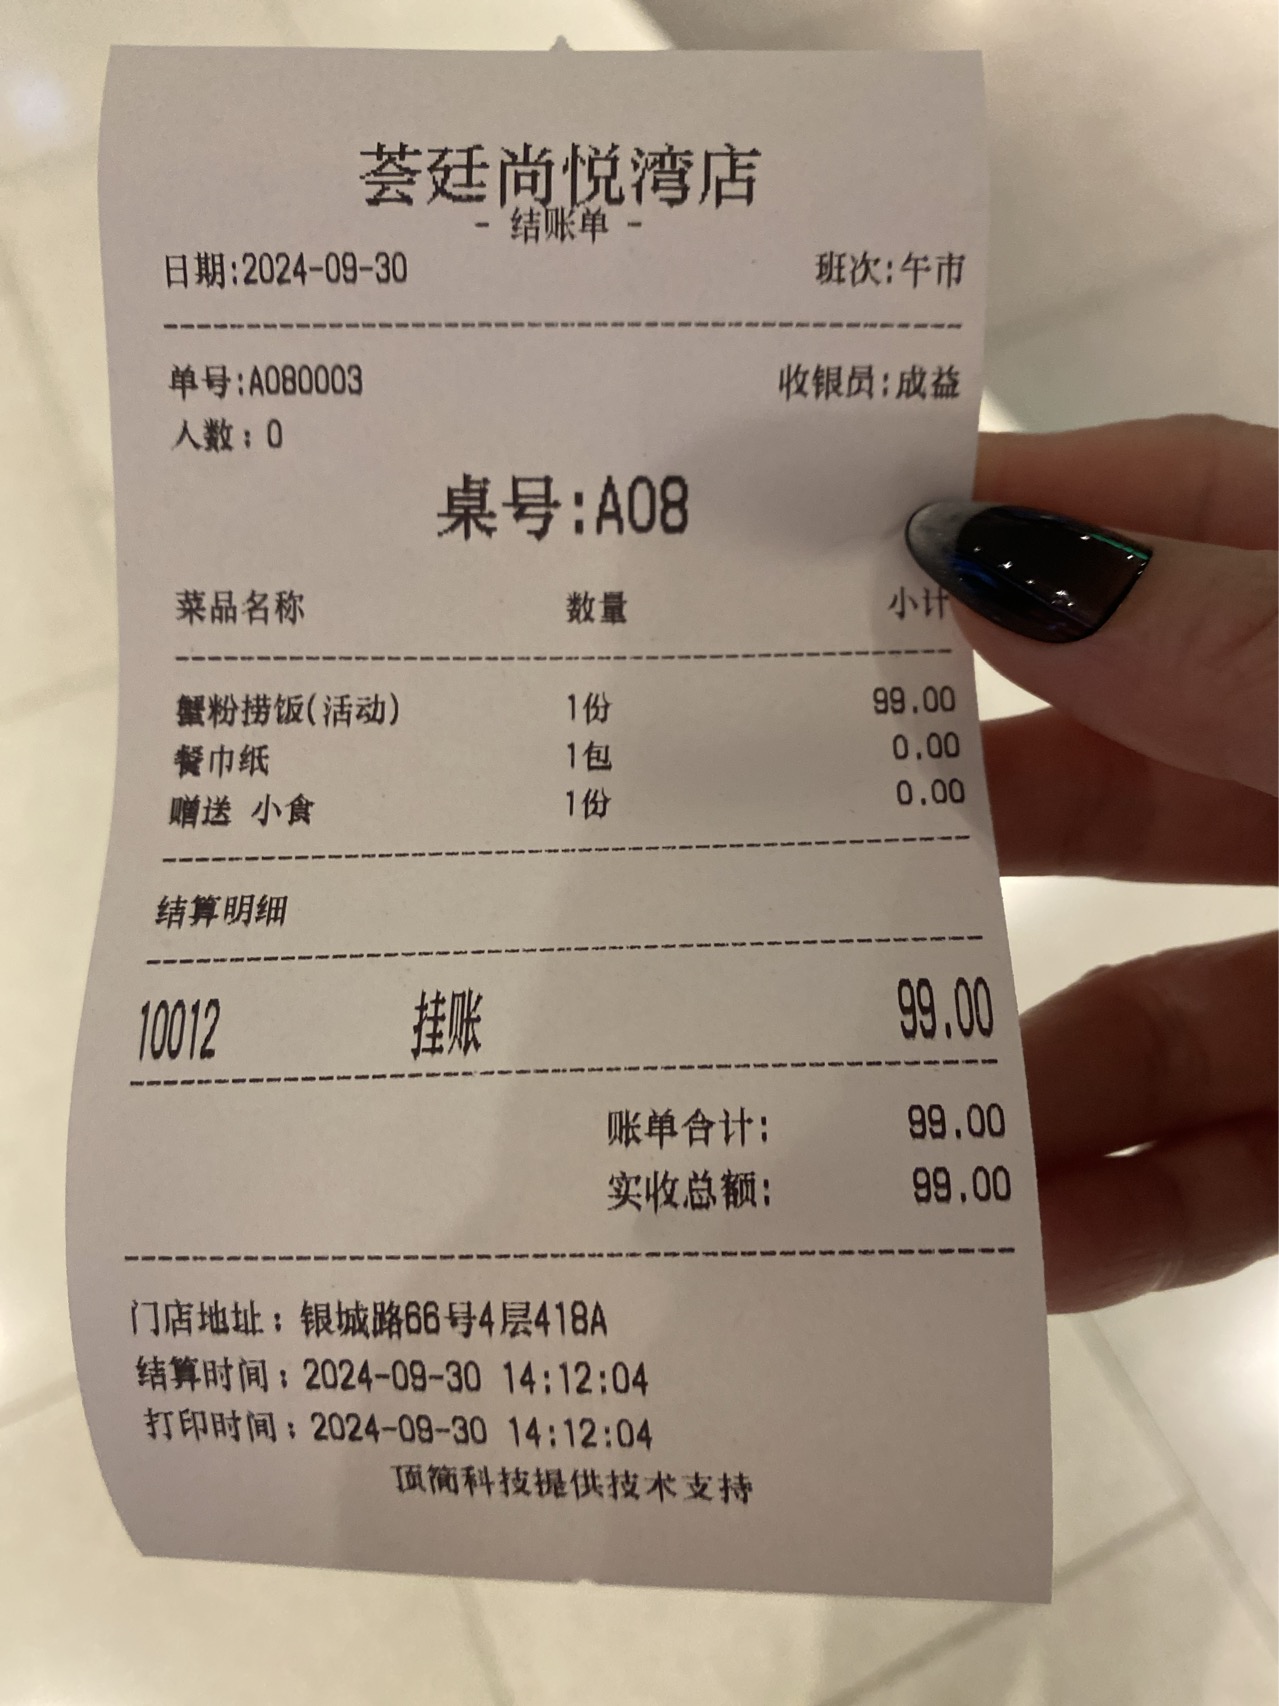 荟廷尚悦湾店
- 结账单 -
日期:2024-09-30 班次:午市
单号:A080003 收银员:成益
人数：0
桌号:A08
菜品名称 数量 小计
蟹粉捞饭(活动) 1份 99.00
餐巾纸 1包 0.00
赠送 小食 1份 0.00
结算明细
10012 挂账 99.00
账单合计: 99.00
实收总额: 99.00
门店地址：银城路66号4层418A
结算时间：2024-09-30 14:12:04
打印时间：2024-09-30 14:12:04
顶简科技提供技术支持